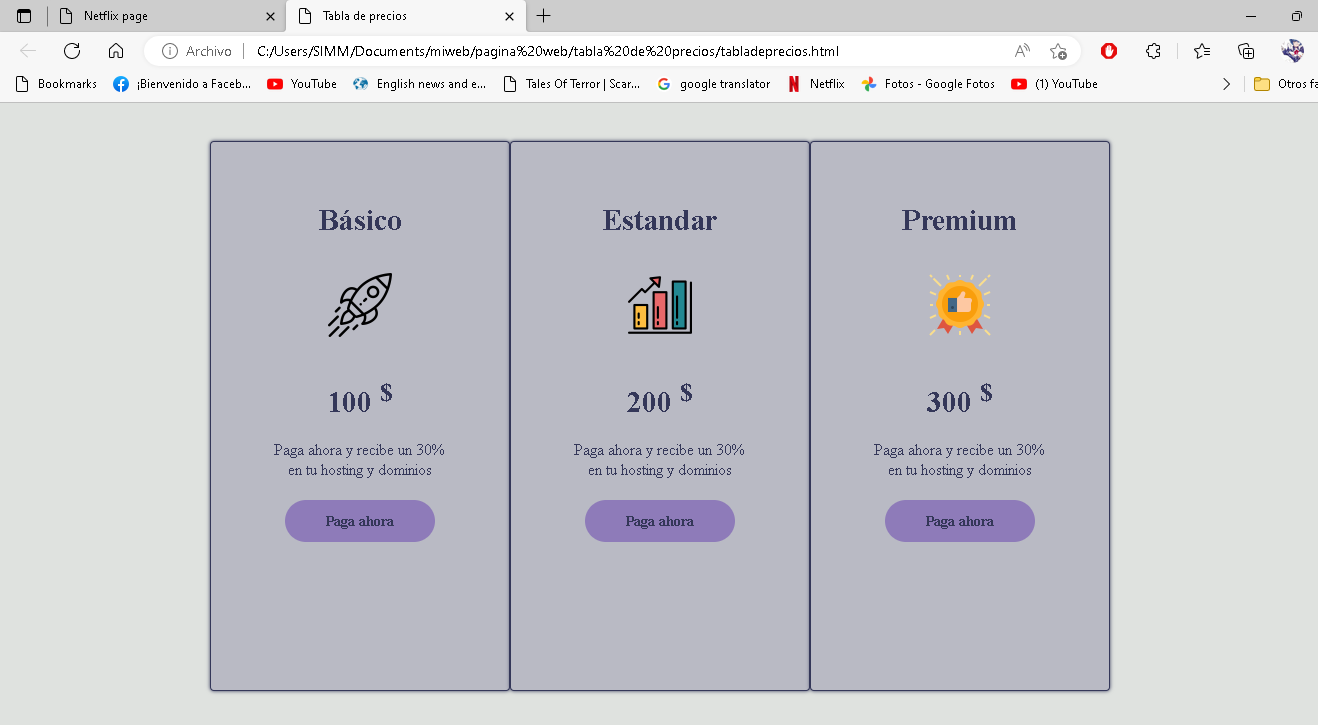 Netflix page
Tabla de precios
Archivo
C:/Users/SIMM/Documents/miweb/pagina%20web/tabla%20de%20precios/tabladeprecios.html
Bookmarks
¡Bienvenido a Faceb...
YouTube
English news and e...
Tales Of Terror | Scar...
google translator
Netflix
Fotos - Google Fotos
(1) YouTube
Otros fa
Básico
100 $
Paga ahora y recibe un 30%
en tu hosting y dominios
Paga ahora
Estandar
200 $
Paga ahora y recibe un 30%
en tu hosting y dominios
Paga ahora
Premium
300 $
Paga ahora y recibe un 30%
en tu hosting y dominios
Paga ahora